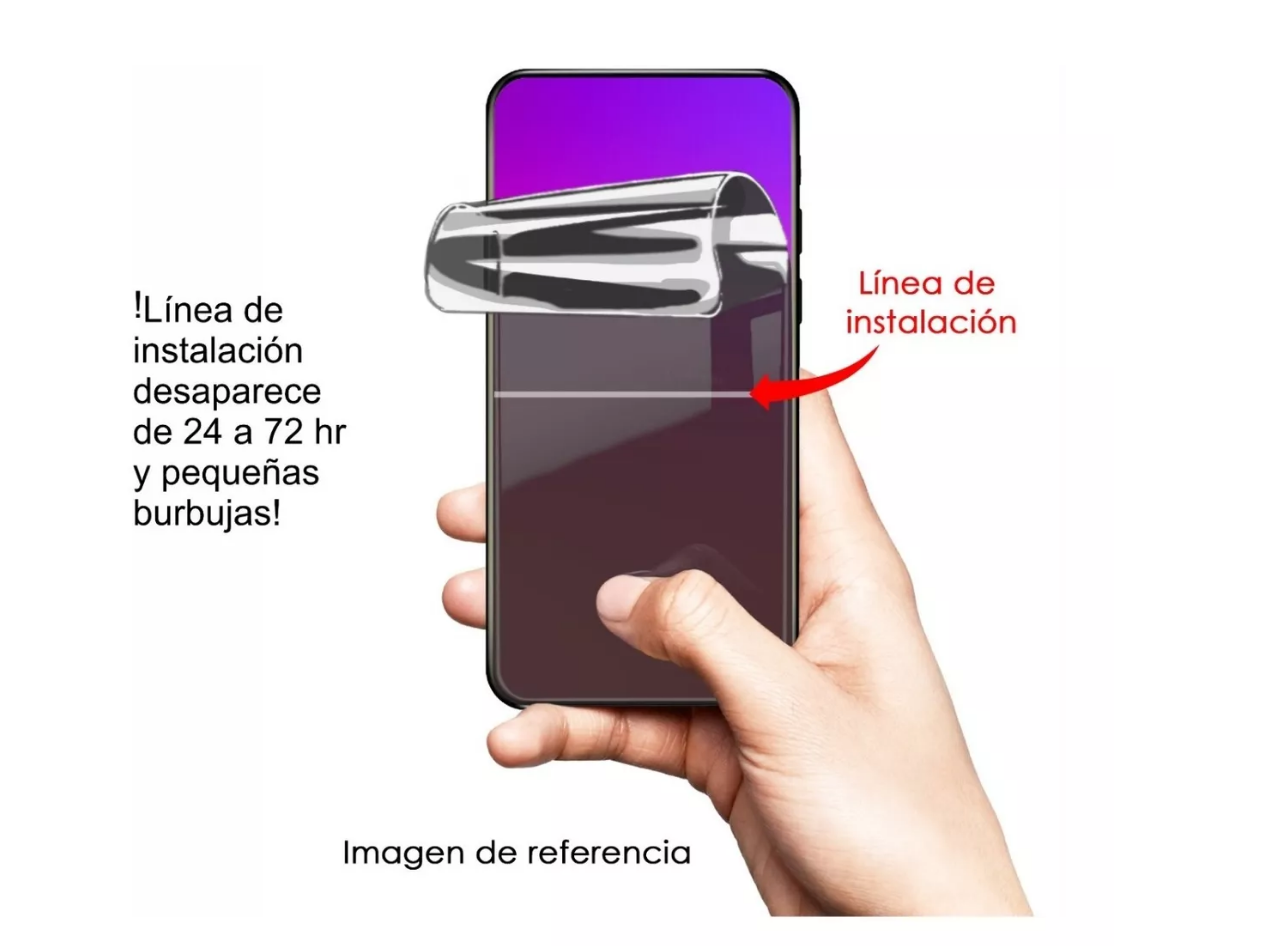 !Línea de
instalación
desaparece
de 24 a 72 hr
y pequeñas
burbujas!
Línea de
instalación
Imagen de referencia